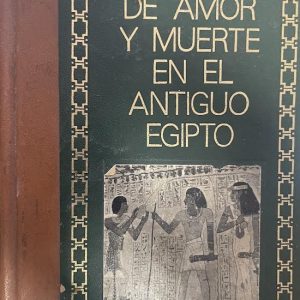 DE AMOR
Y MUERTE
EN EL
ANTIGUO
EGIPTO